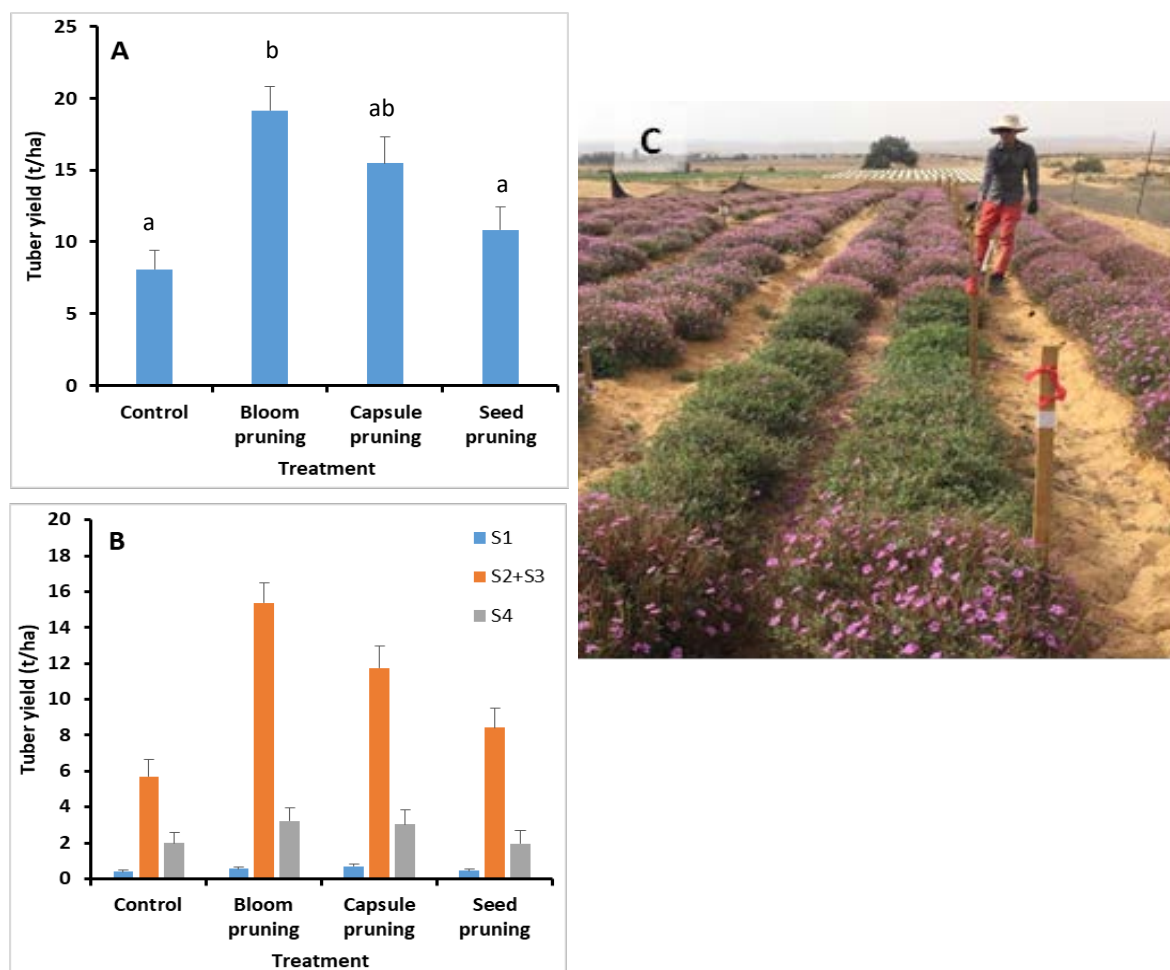 A
25
20
15
10
5
0
Tuber yield (t/ha)
a
b
ab
a
Control
Bloom
pruning
Capsule
pruning
Seed
pruning
Treatment
B
20
18
16
14
12
10
8
6
4
2
0
Tuber yield (t/ha)
S1
S2+S3
S4
Control
Bloom
pruning
Capsule
pruning
Seed
pruning
Treatment
C